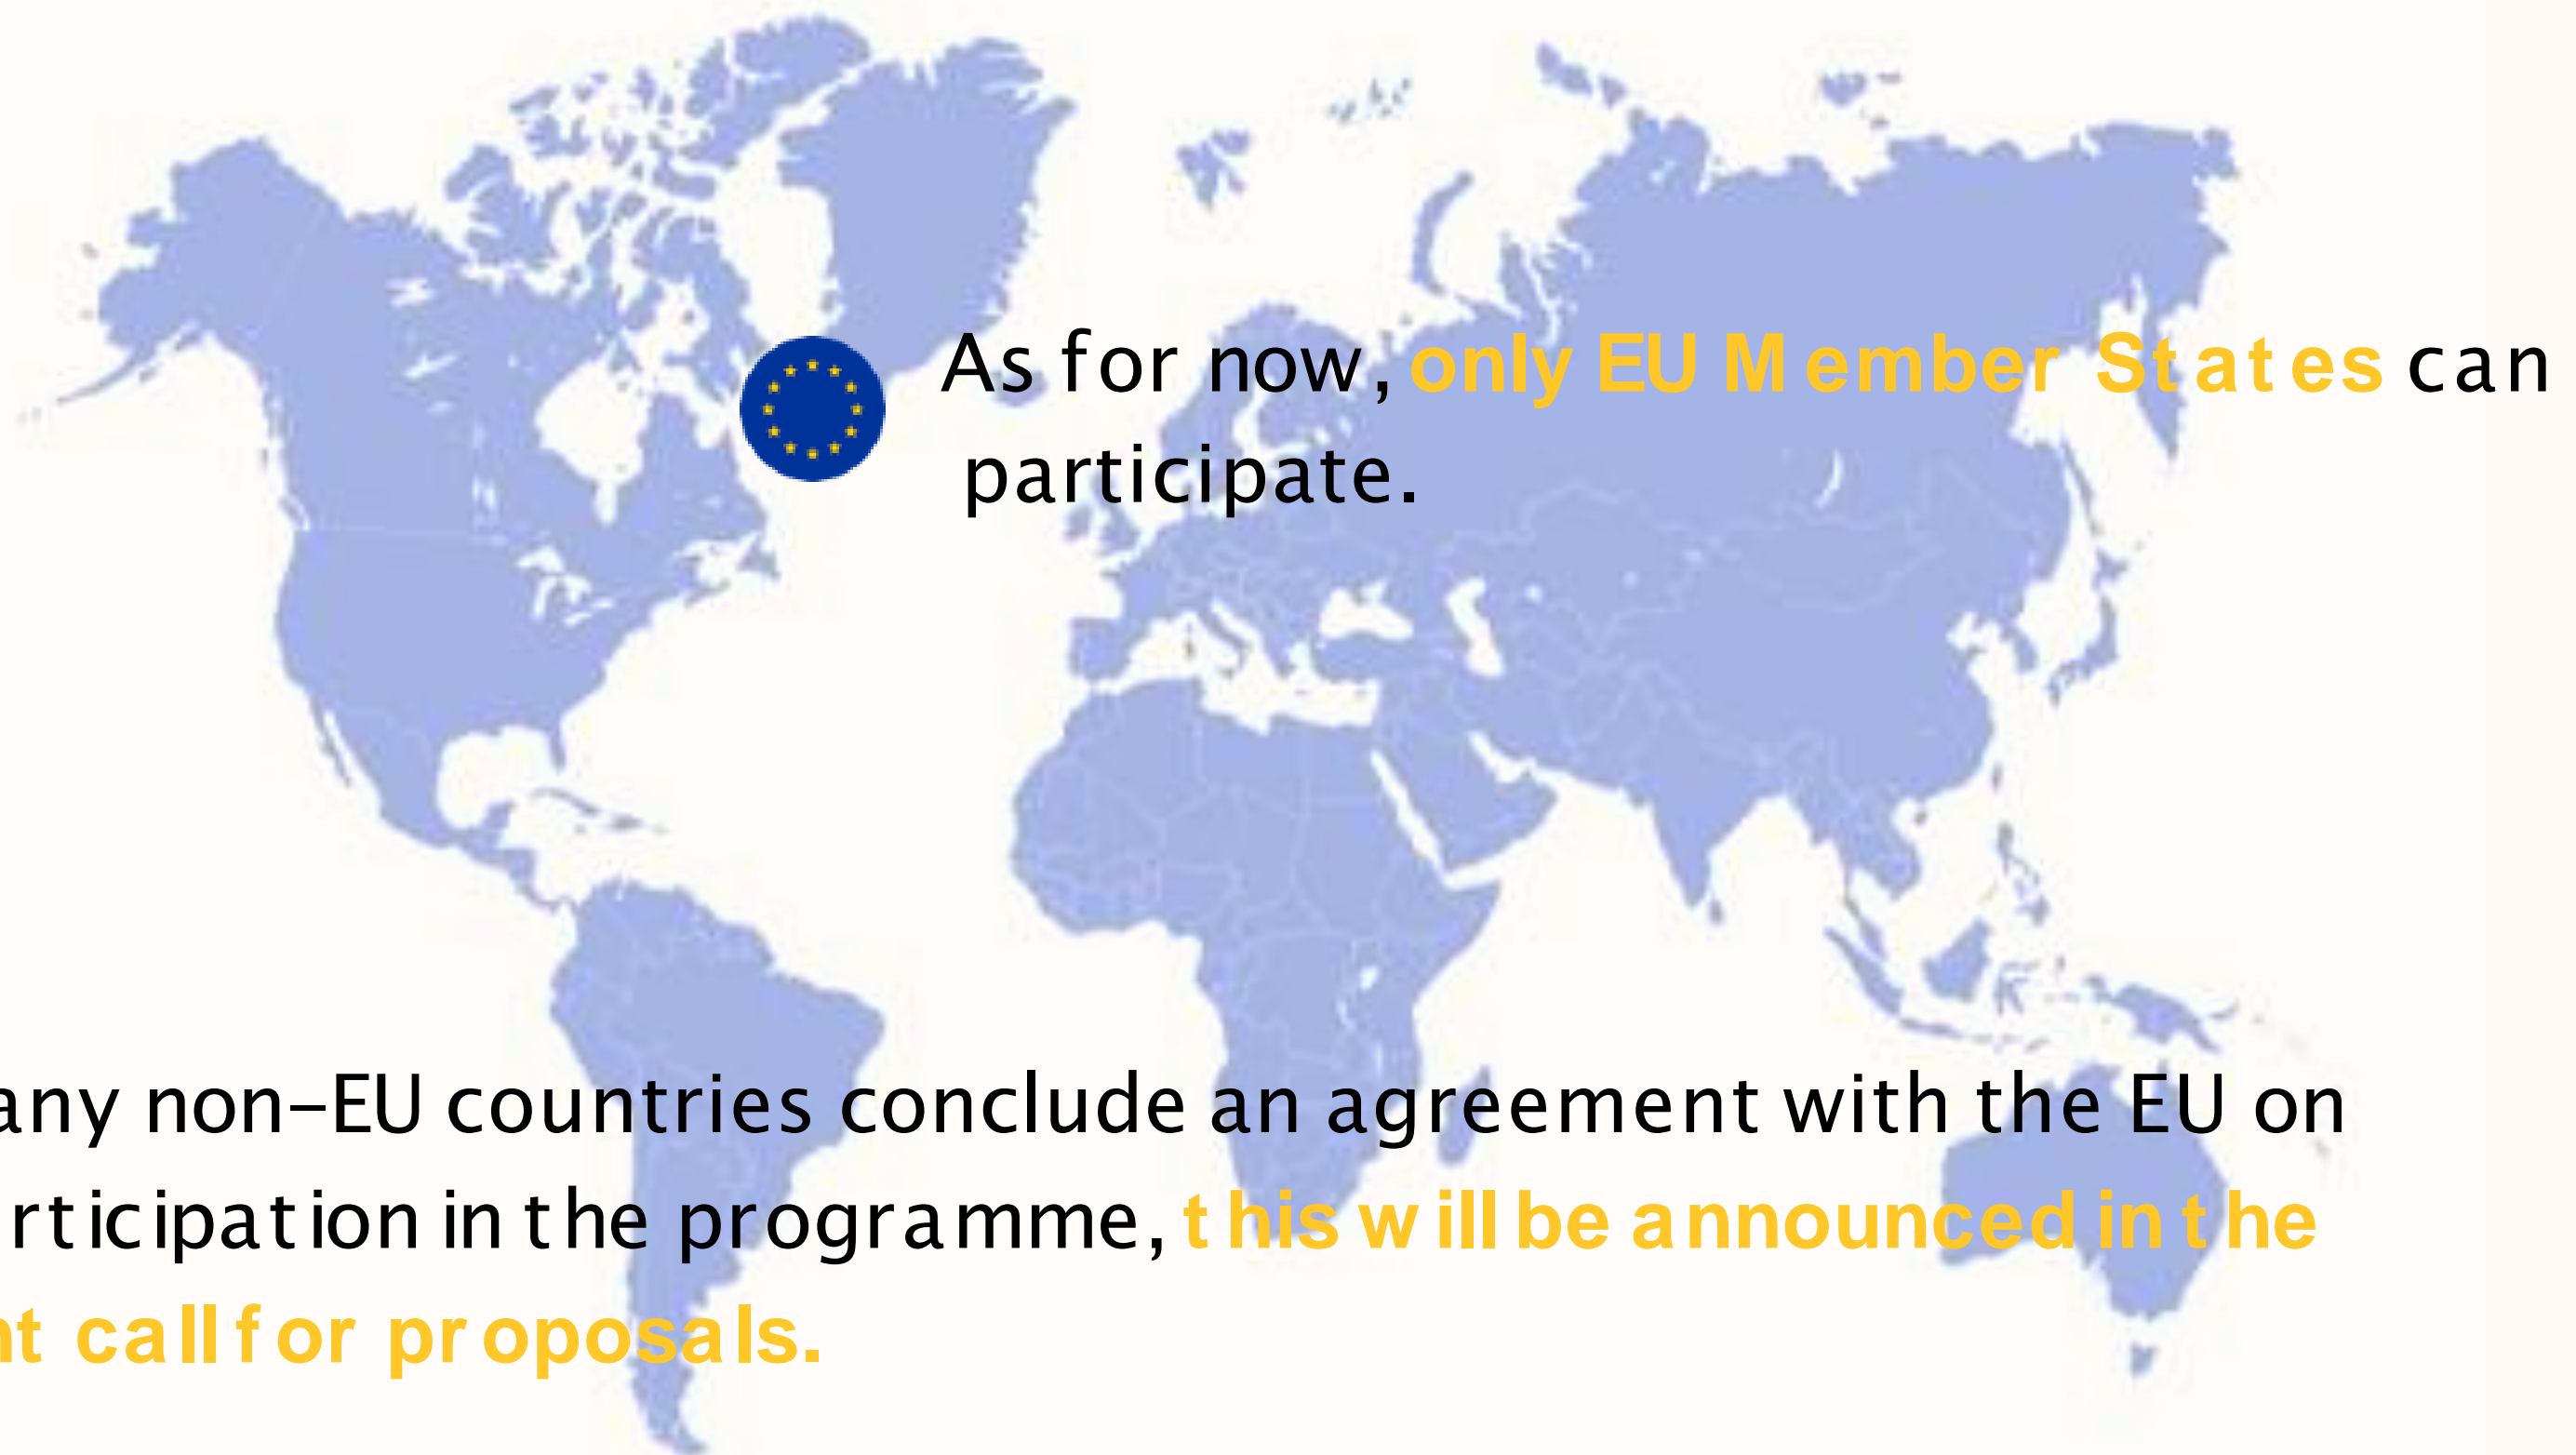 As for now, only EU Member States can
participate.
any non-EU countries conclude an agreement with the EU on
rticipation in the programme, this will be announced in the
nt call for proposals.